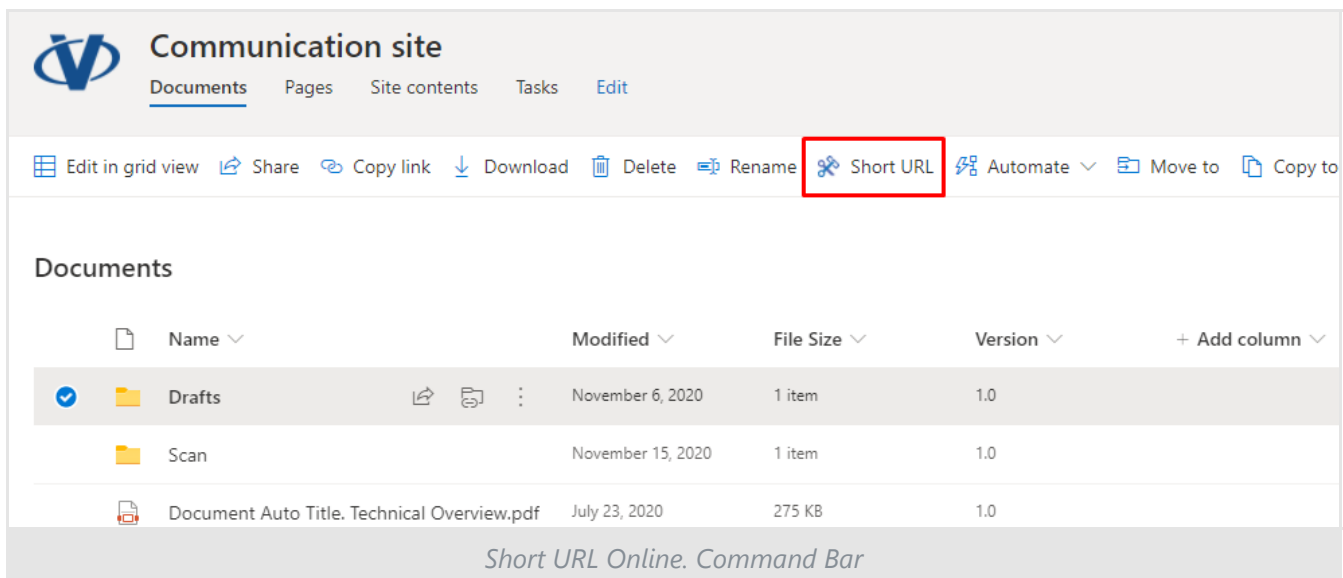 Communication site
Documents Pages Site contents Tasks Edit
Edit in grid view Share Copy link Download Delete Rename Short URL Automate Move to Copy to
Documents
Name Modified File Size Version + Add column
Drafts November 6, 2020 1 item 1.0
Scan November 15, 2020 1 item 1.0
Document Auto Title. Technical Overview.pdf July 23, 2020 275 KB 1.0
Short URL Online. Command Bar